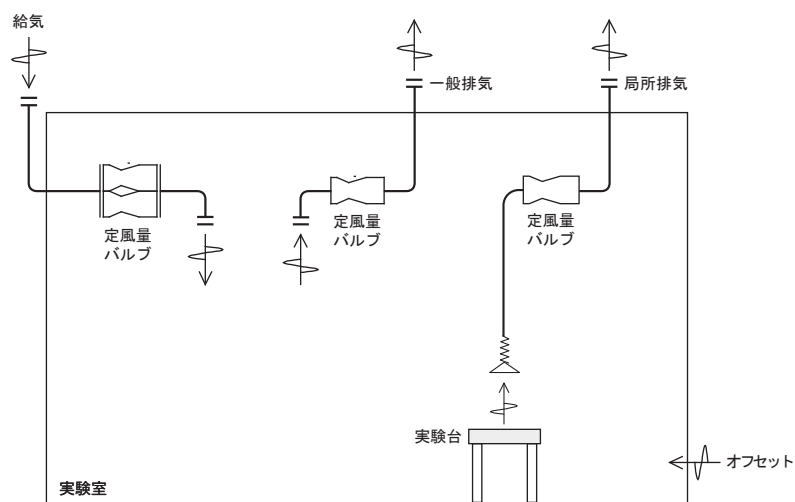 給気
一般排気
局所排気
定風量
バルブ
定風量
バルブ
定風量
バルブ
実験台
オフセット
実験室